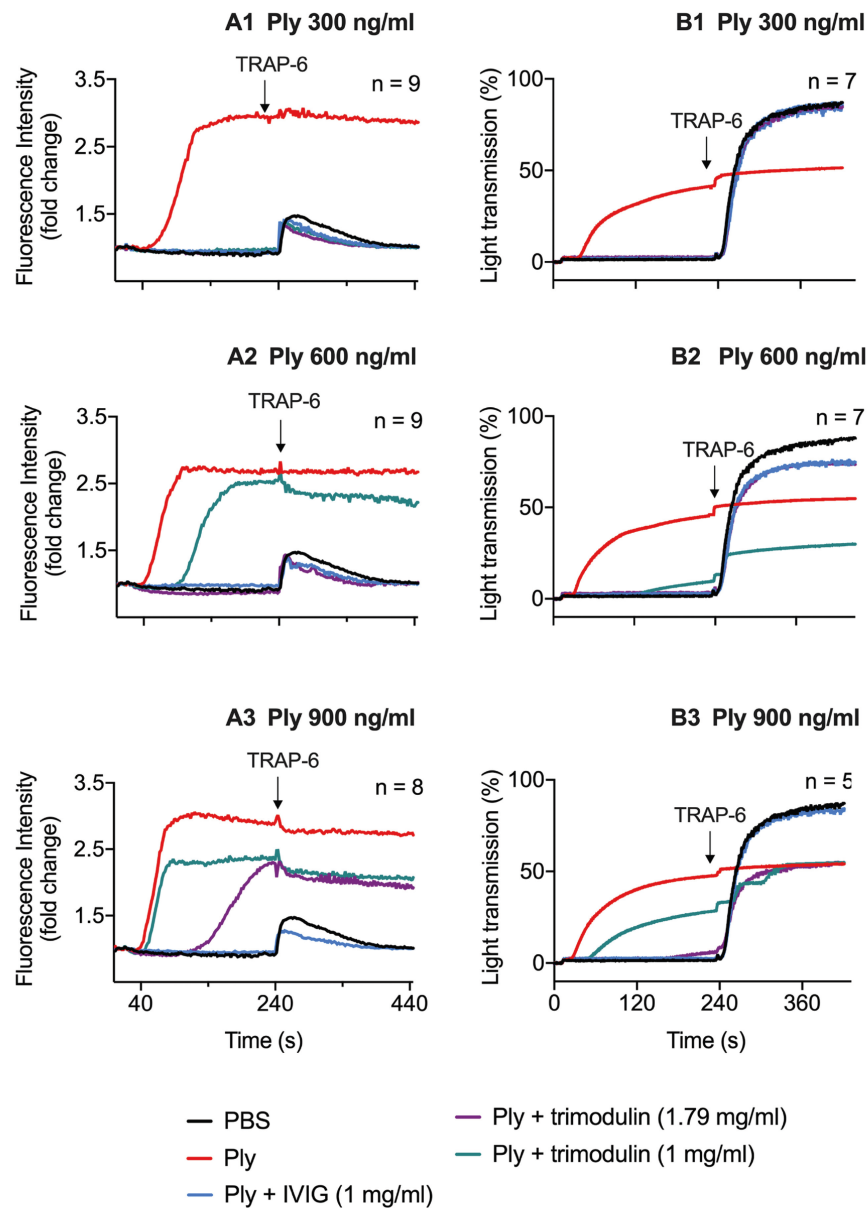 A1 Ply 300 ng/ml
B1 Ply 300 ng/ml
Fluorescence Intensity
(fold change)
3.5
2.5
1.5
TRAP-6
n = 9
Light transmission (%)
100
50
0
TRAP-6
n = 7
A2 Ply 600 ng/ml
B2 Ply 600 ng/ml
Fluorescence Intensity
(fold change)
3.5
2.5
1.5
TRAP-6
n = 9
Light transmission (%)
100
50
0
TRAP-6
n = 7
A3 Ply 900 ng/ml
B3 Ply 900 ng/ml
Fluorescence Intensity
(fold change)
3.5
2.5
1.5
TRAP-6
n = 8
40 240 440
Time (s)
Light transmission (%)
100
50
0
TRAP-6
n = 5
0 120 240 360
Time (s)
PBS
Ply
Ply + IVIG (1 mg/ml)
Ply + trimodulin (1.79 mg/ml)
Ply + trimodulin (1 mg/ml)